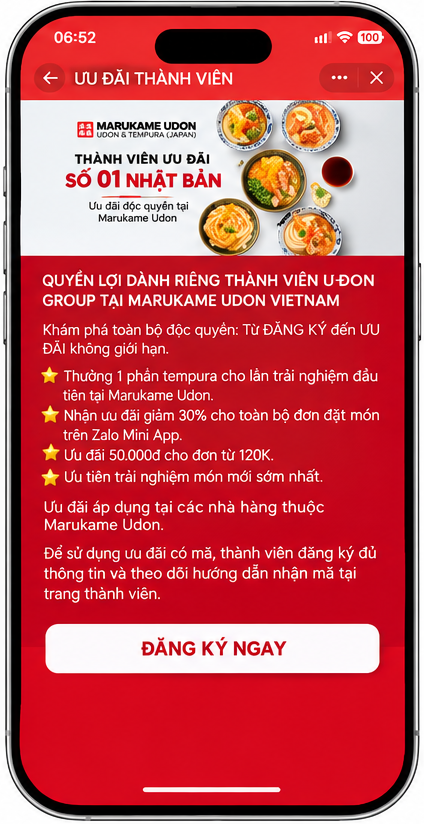 06:52
100
ƯU ĐÃI THÀNH VIÊN
MARUKAME UDON
UDON & TEMPURA (JAPAN)
THÀNH VIÊN ƯU ĐÃI
SỐ 01 NHẬT BẢN
Ưu đãi độc quyền tại
Marukame Udon
QUYỀN LỢI DÀNH RIÊNG THÀNH VIÊN U-ĐON
GROUP TẠI MARUKAME UDON VIETNAM
Khám phá toàn bộ độc quyền: Từ ĐĂNG KÝ đến ƯU
ĐÃI không giới hạn.
Thưởng 1 phần tempura cho lần trải nghiệm đầu
tiên tại Marukame Udon.
Nhận ưu đãi giảm 30% cho toàn bộ đơn đặt món
trên Zalo Mini App.
Ưu đãi 50.000đ cho đơn từ 120K.
Ưu tiên trải nghiệm món mới sớm nhất.
Ưu đãi áp dụng tại các nhà hàng thuộc
Marukame Udon.
Để sử dụng ưu đãi có mã, thành viên đăng ký đủ
thông tin và theo dõi hướng dẫn nhận mã tại
trang thành viên.
ĐĂNG KÝ NGAY